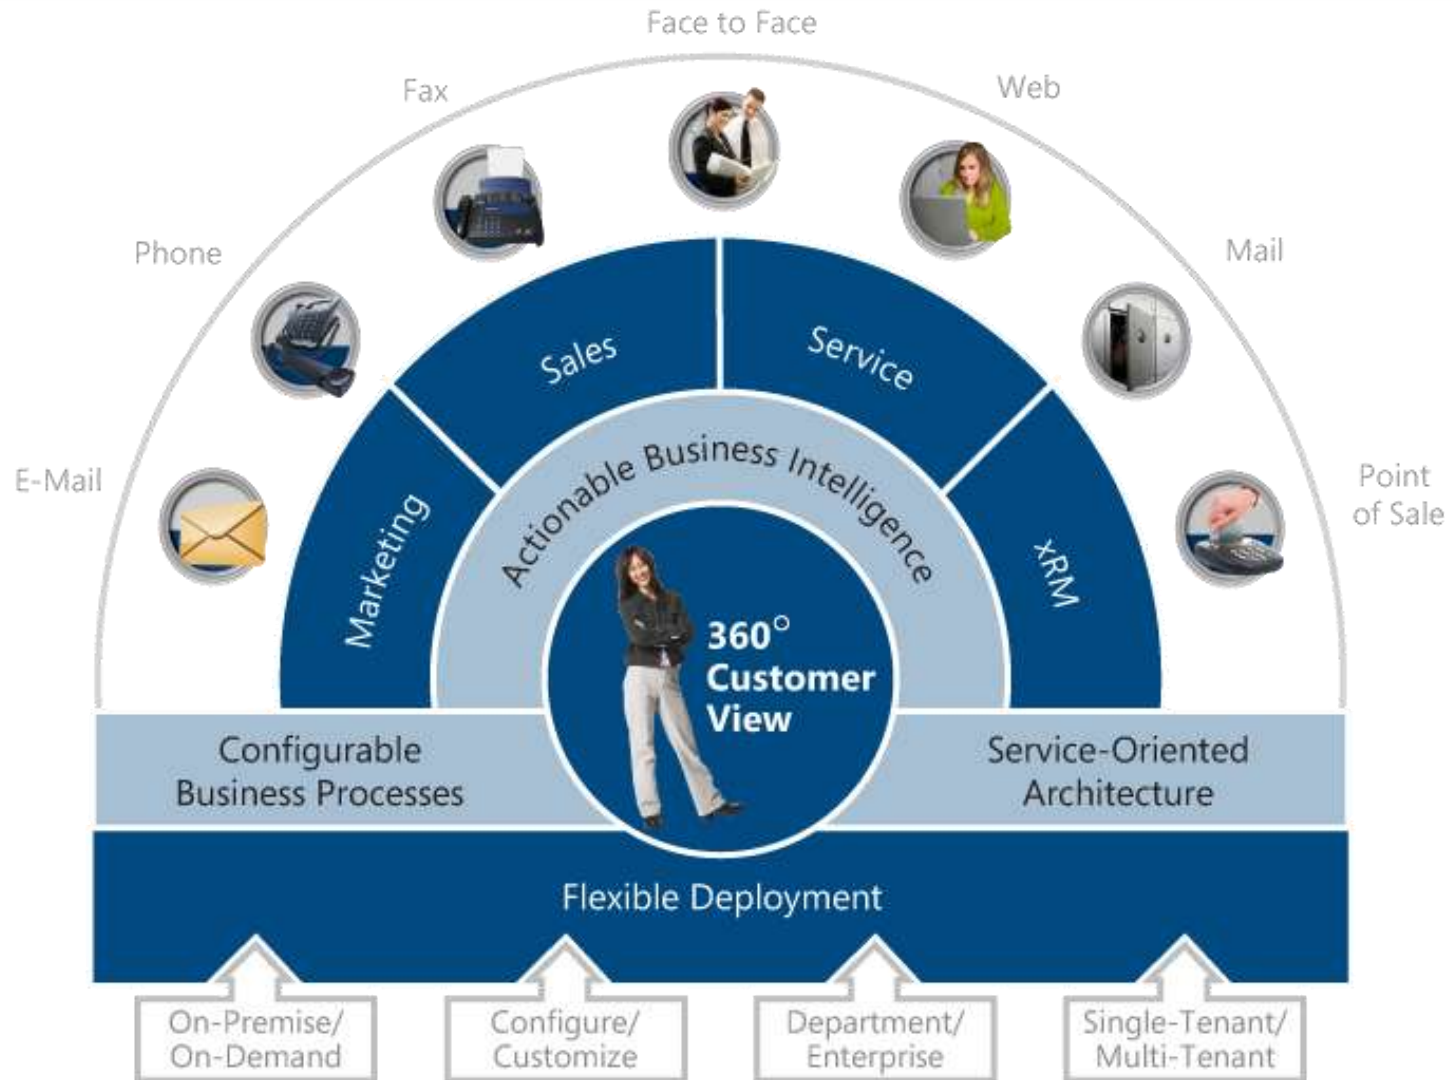 Face to Face
Fax
Web
Phone
Mail
E-Mail
Point
of Sale
Sales
Service
Marketing
xRM
Actionable Business Intelligence
360°
Customer
View
Configurable
Business Processes
Service-Oriented
Architecture
Flexible Deployment
On-Premise/
On-Demand
Configure/
Customize
Department/
Enterprise
Single-Tenant/
Multi-Tenant